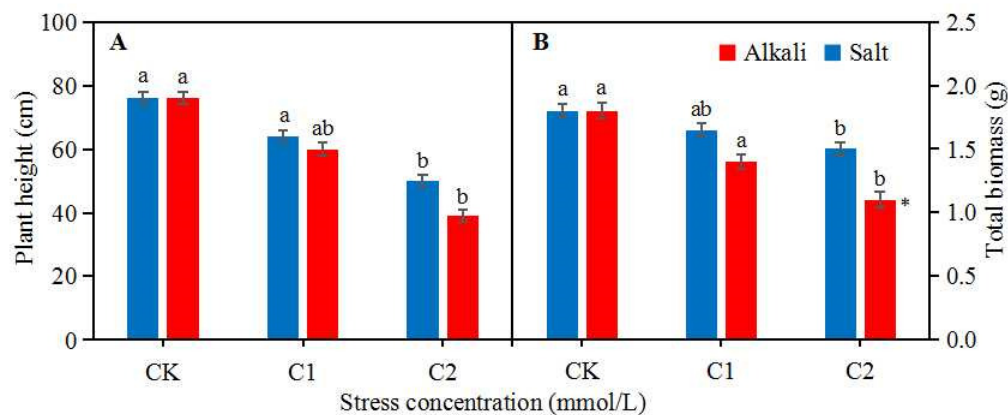 Plant height (cm)
100
80
60
40
20
0
A
a a
a ab
b b
CK C1 C2
B
Alkali Salt
a a
ab a
b b *
CK C1 C2
2.5
2.0
1.5
1.0
0.5
0.0
Total biomass (g)
Stress concentration (mmol/L)